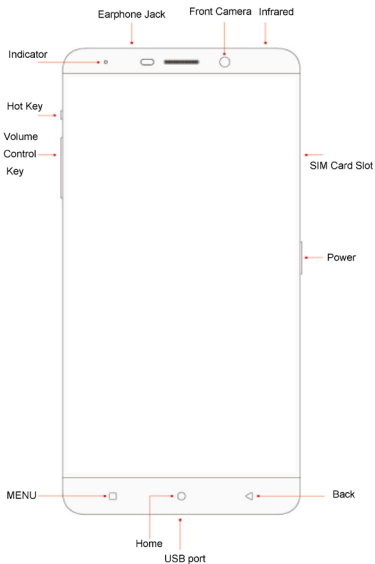 Earphone Jack
Front Camera
Infrared
Indicator
Hot Key
Volume
Control
Key
SIM Card Slot
Power
MENU
Back
Home
USB port